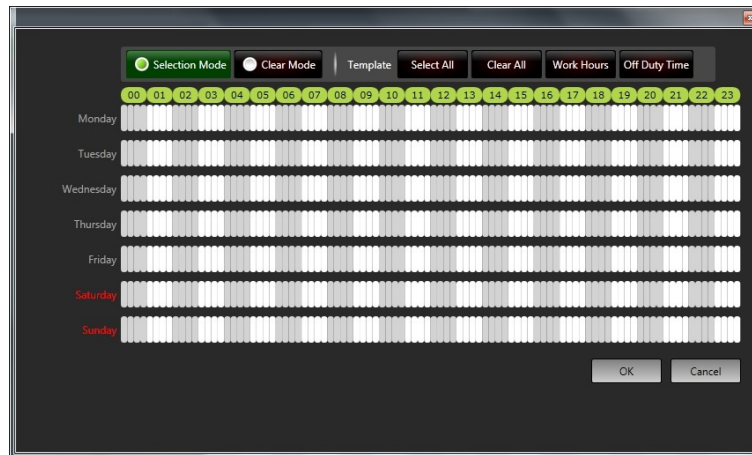 Selection Mode Clear Mode Template Select All Clear All Work Hours Off Duty Time
00 01 02 03 04 05 06 07 08 09 10 11 12 13 14 15 16 17 18 19 20 21 22 23
Monday
Tuesday
Wednesday
Thursday
Friday
Saturday
Sunday
OK Cancel